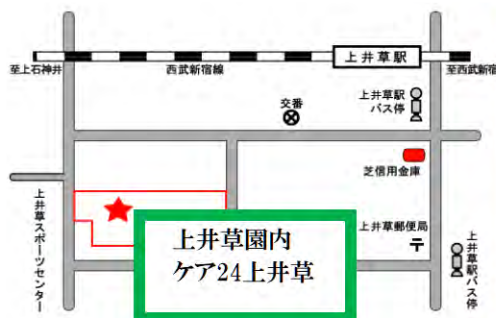 上井草駅
至上石神井
西武新宿線
至西武新宿
交番
上井草駅
バス停
芝信用金庫
上井草スポーツセンター
上井草園内
ケア24上井草
上井草郵便局
〒
上井草駅バス停